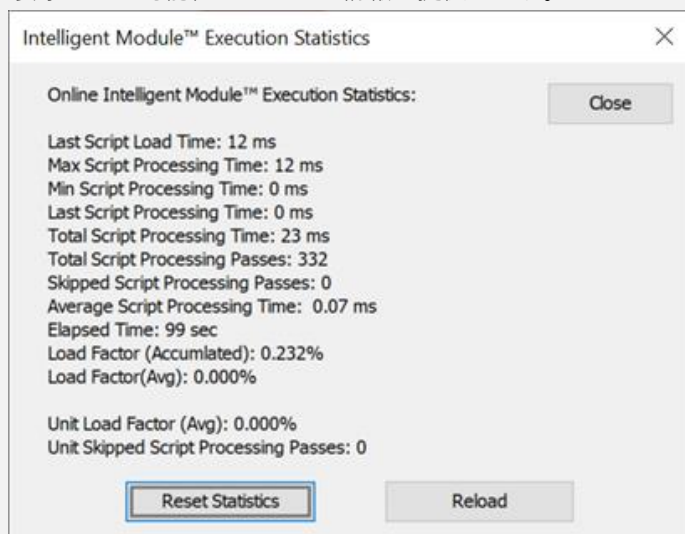 Intelligent Module™ Execution Statistics
Online Intelligent Module™ Execution Statistics:
Close
Last Script Load Time: 12 ms
Max Script Processing Time: 12 ms
Min Script Processing Time: 0 ms
Last Script Processing Time: 0 ms
Total Script Processing Time: 23 ms
Total Script Processing Passes: 332
Skipped Script Processing Passes: 0
Average Script Processing Time: 0.07 ms
Elapsed Time: 99 sec
Load Factor (Accumlated): 0.232%
Load Factor(Avg): 0.000%
Unit Load Factor (Avg): 0.000%
Unit Skipped Script Processing Passes: 0
Reset Statistics
Reload